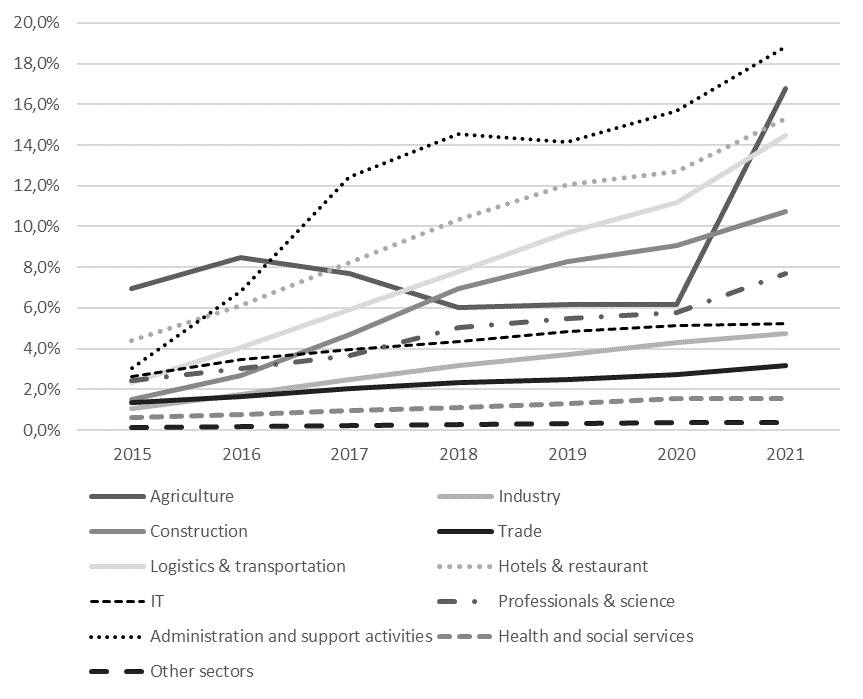 20,0%
18,0%
16,0%
14,0%
12,0%
10,0%
8,0%
6,0%
4,0%
2,0%
0,0%
2015 2016 2017 2018 2019 2020 2021
Agriculture Industry
Construction Trade
Logistics & transportation Hotels & restaurant
IT Professionals & science
Administration and support activities Health and social services
Other sectors